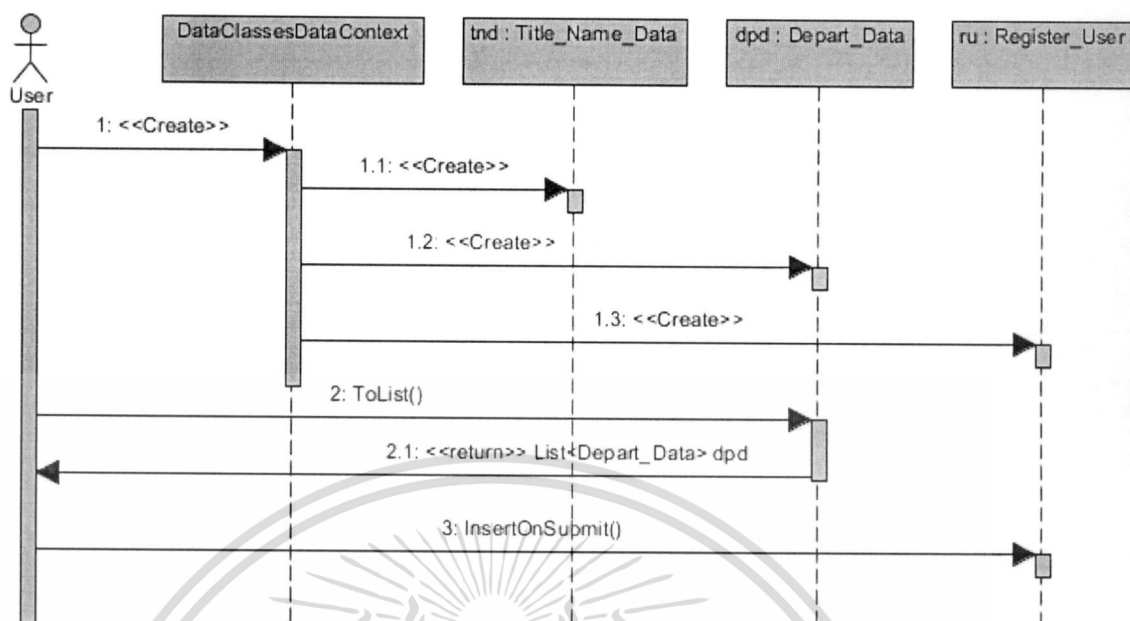 DataClassesDataContext
tnd : Title_Name_Data
dpd : Depart_Data
ru : Register_User
User
1: <<Create>>
1.1: <<Create>>
1.2: <<Create>>
1.3: <<Create>>
2: ToList()
2.1: <<return>> List<Depart_Data> dpd
3: InsertOnSubmit()